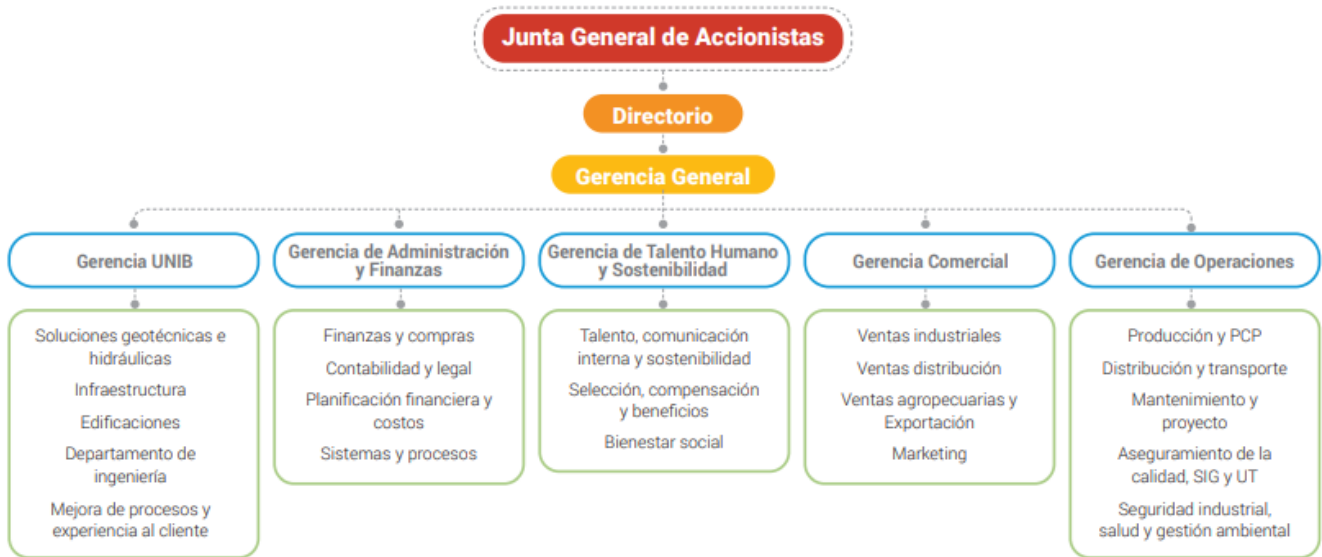 Junta General de Accionistas
Directorio
Gerencia General
Gerencia UNIB
Soluciones geotécnicas e
hidráulicas
Infraestructura
Edificaciones
Departamento de
ingeniería
Mejora de procesos y
experiencia al cliente
Gerencia de Administración
y Finanzas
Finanzas y compras
Contabilidad y legal
Planificación financiera y
costos
Sistemas y procesos
Gerencia de Talento Humano
y Sostenibilidad
Talento, comunicación
interna y sostenibilidad
Selección, compensación
y beneficios
Bienestar social
Gerencia Comercial
Ventas industriales
Ventas distribución
Ventas agropecuarias y
Exportación
Marketing
Gerencia de Operaciones
Producción y PCP
Distribución y transporte
Mantenimiento y
proyecto
Aseguramiento de la
calidad, SIG y UT
Seguridad industrial,
salud y gestión ambiental